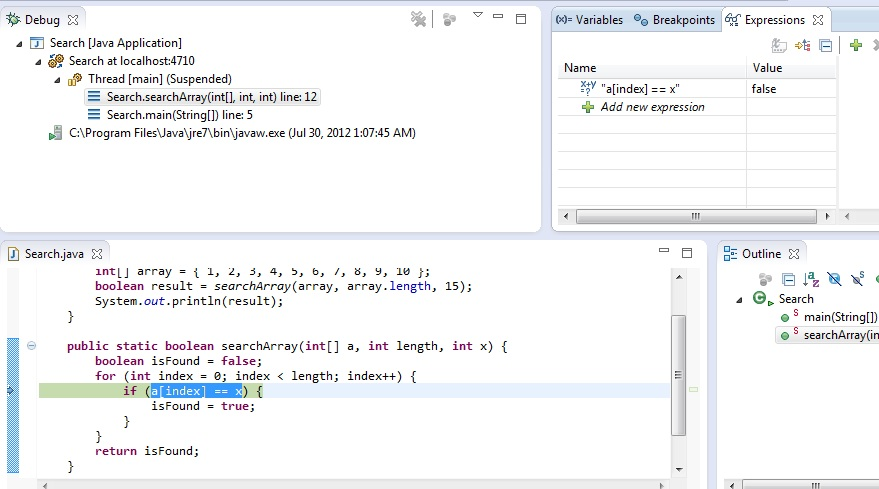 Debug
Search [Java Application]
Search at localhost:4710
Thread [main] (Suspended)
Search.searchArray(int[], int, int) line: 12
Search.main(String[]) line: 5
C:\Program Files\Java\jre7\bin\javaw.exe (Jul 30, 2012 1:07:45 AM)
(x)= Variables Breakpoints Expressions
Name Value
"a[index] == x" false
Add new expression
Search.java
int[] array = { 1, 2, 3, 4, 5, 6, 7, 8, 9, 10 };
boolean result = searchArray(array, array.length, 15);
System.out.println(result);
}
public static boolean searchArray(int[] a, int length, int x) {
boolean isFound = false;
for (int index = 0; index < length; index++) {
if (a[index] == x) {
isFound = true;
}
}
return isFound;
}
Outline
Search
main(String[])
searchArray(in